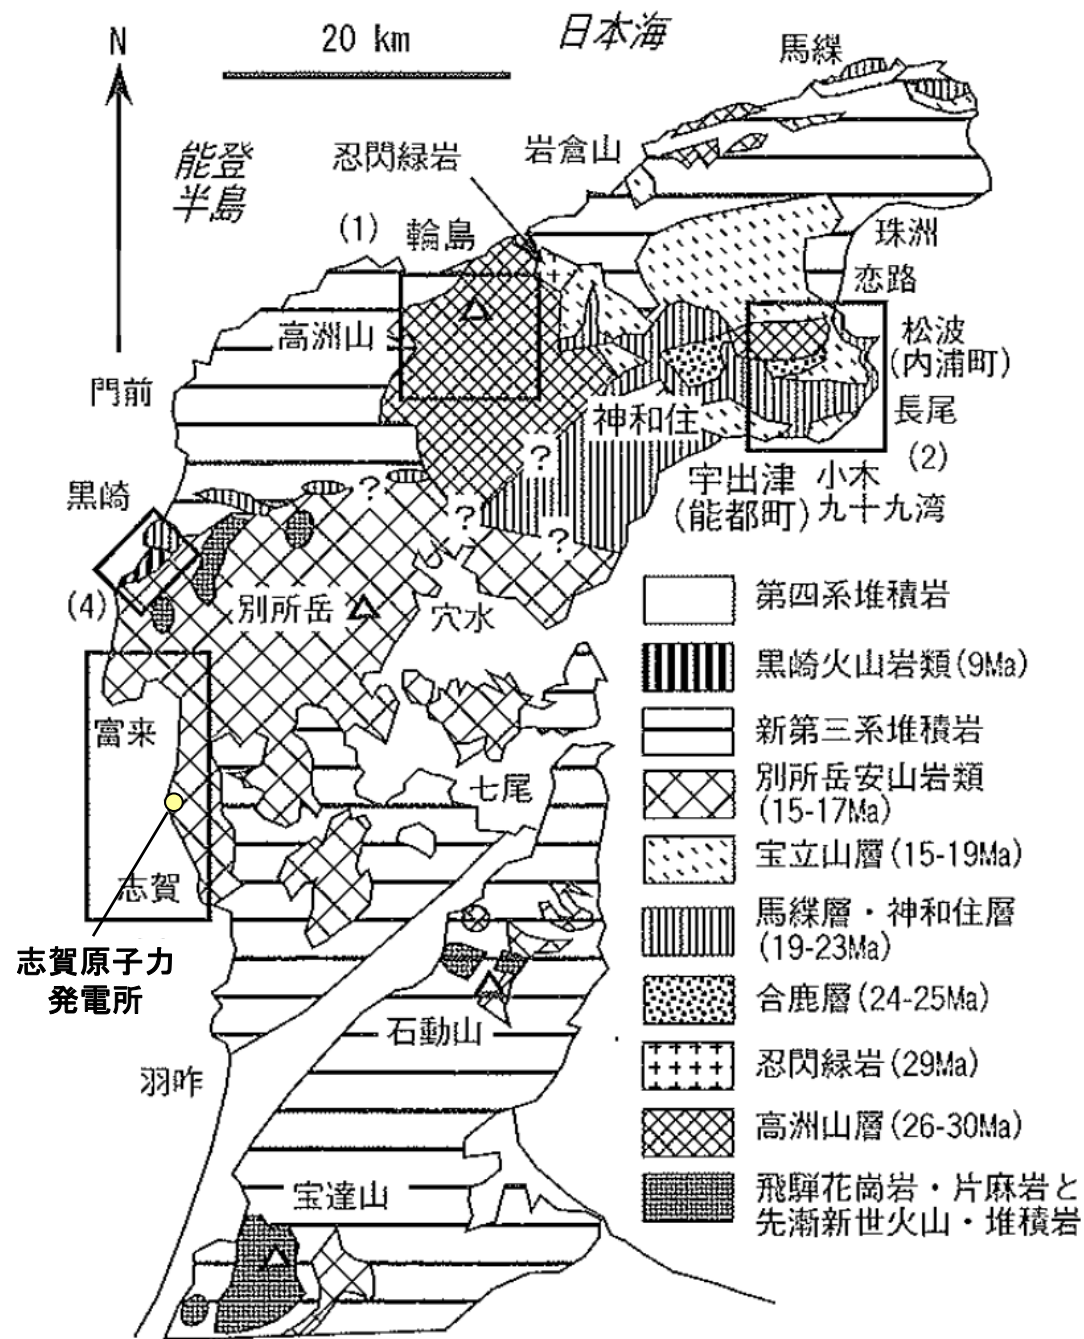 N
20 km
日本海
馬緤
能登
半島
忍閃緑岩
岩倉山
(1)
輪島
珠洲
恋路
高洲山
松波
(内浦町)
門前
長尾
神和住
(2)
?
黒崎
?
?
宇出津
(能都町)
小木
九十九湾
?
(4)
別所岳
穴水
富来
七尾
志賀
志賀原子力
発電所
石動山
羽咋
宝達山
第四系堆積岩
黒崎火山岩類(9Ma)
新第三系堆積岩
別所岳安山岩類
(15-17Ma)
宝立山層(15-19Ma)
馬緤層・神和住層
(19-23Ma)
合鹿層(24-25Ma)
忍閃緑岩(29Ma)
高洲山層(26-30Ma)
飛騨花崗岩・片麻岩と
先漸新世火山・堆積岩